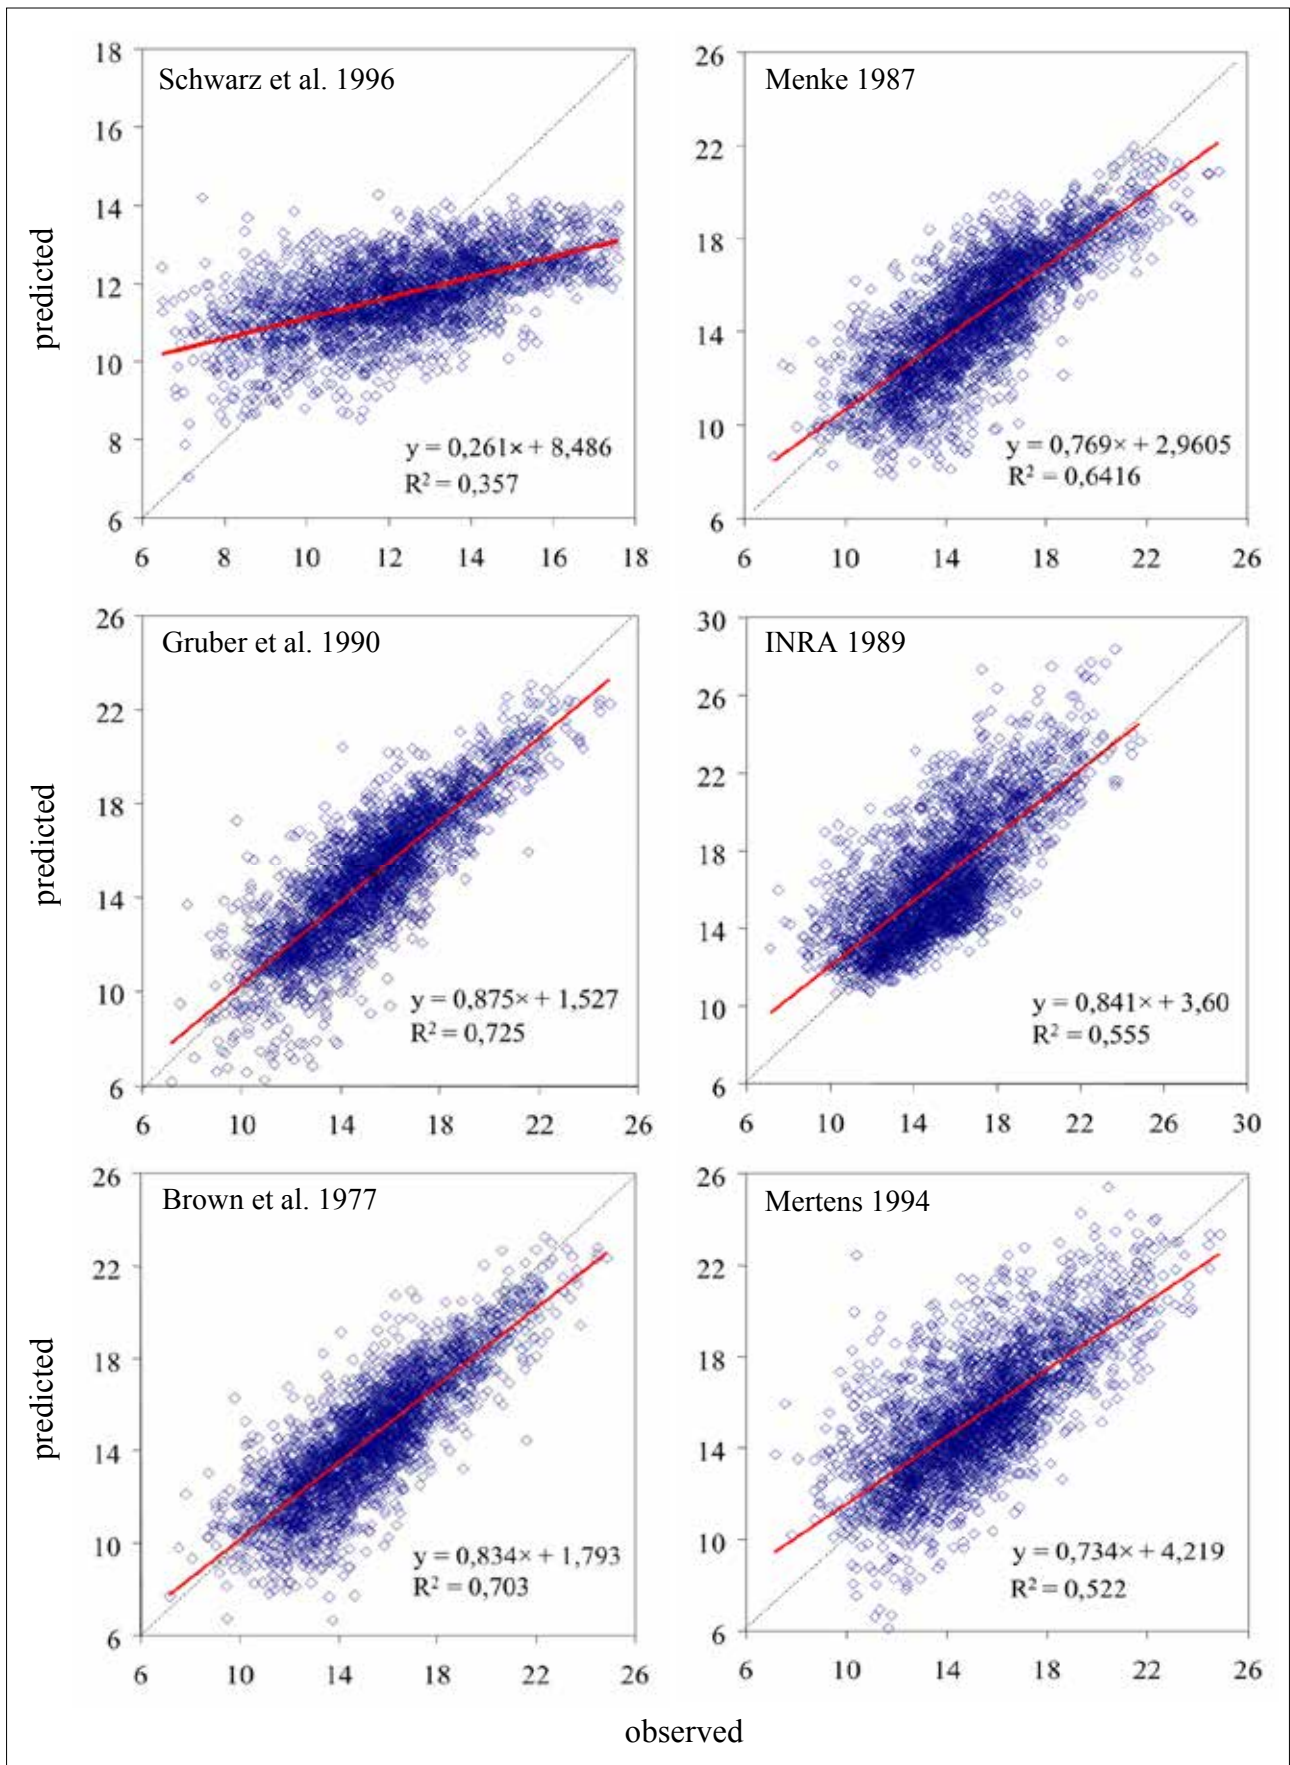 Schwarz et al. 1996
predicted
18
16
14
12
10
8
6
y = 0,261× + 8,486
R² = 0,357
6 8 10 12 14 16 18
Menke 1987
26
22
18
14
10
6
y = 0,769× + 2,9605
R² = 0,6416
6 10 14 18 22 26
Gruber et al. 1990
predicted
26
22
18
14
10
6
y = 0,875× + 1,527
R² = 0,725
6 10 14 18 22 26
INRA 1989
30
26
22
18
14
10
6
y = 0,841× + 3,60
R² = 0,555
6 10 14 18 22 26 30
Brown et al. 1977
predicted
26
22
18
14
10
6
y = 0,834× + 1,793
R² = 0,703
6 10 14 18 22 26
Mertens 1994
26
22
18
14
10
6
y = 0,734× + 4,219
R² = 0,522
6 10 14 18 22 26
observed